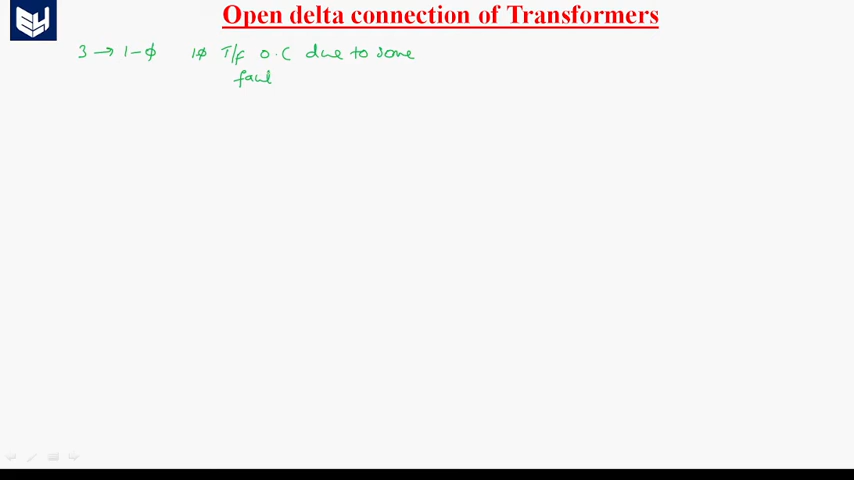 Open delta connection of Transformers
3 → 1-ϕ 1ϕ T/f O.C due to some
faul